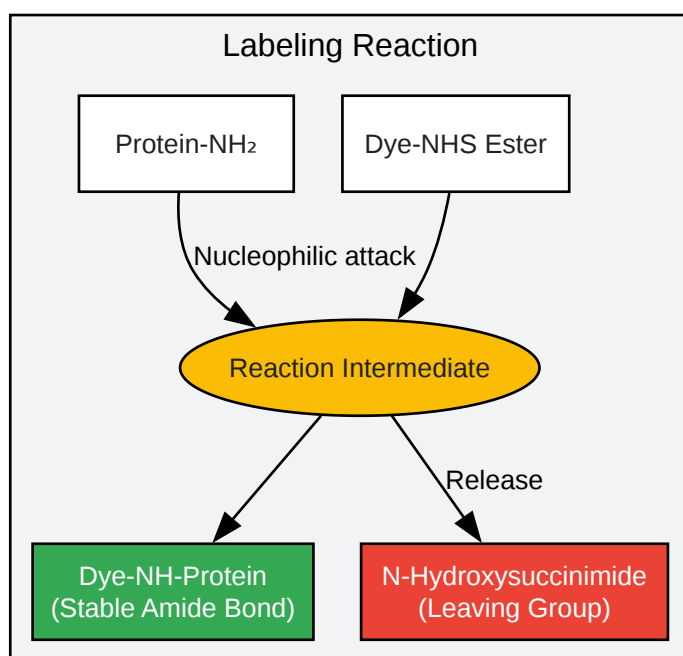 Labeling Reaction
Protein-NH₂
Dye-NHS Ester
Nucleophilic attack
Reaction Intermediate
Release
Dye-NH-Protein
(Stable Amide Bond)
N-Hydroxysuccinimide
(Leaving Group)